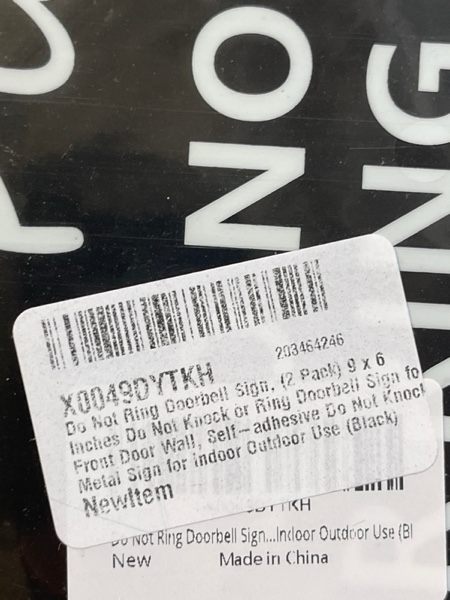 NO
X0049DYTKH
203464246
Do Not Ring Doorbell Sign, (2 Pack) 9 x 6
Inches Do Not Knock or Ring Doorbell Sign fo
Front Door Wall, Self-adhesive Do Not Knock
Metal Sign for Indoor Outdoor Use (Black)
NewItem
Do Not Ring Doorbell Sign...Indoor Outdoor Use (Bl
New Made in China